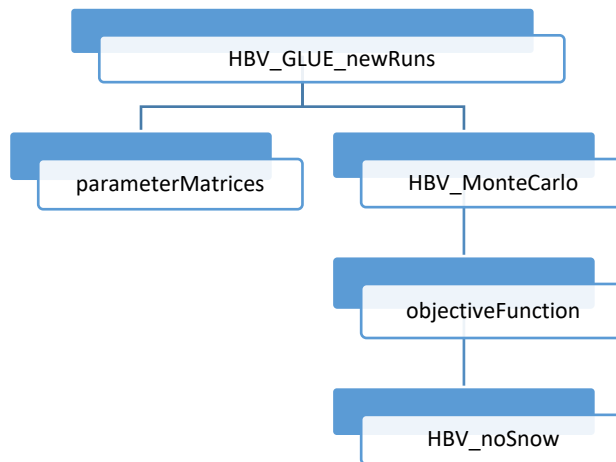 HBV_GLUE_newRuns
parameterMatrices
HBV_MonteCarlo
objectiveFunction
HBV_noSnow